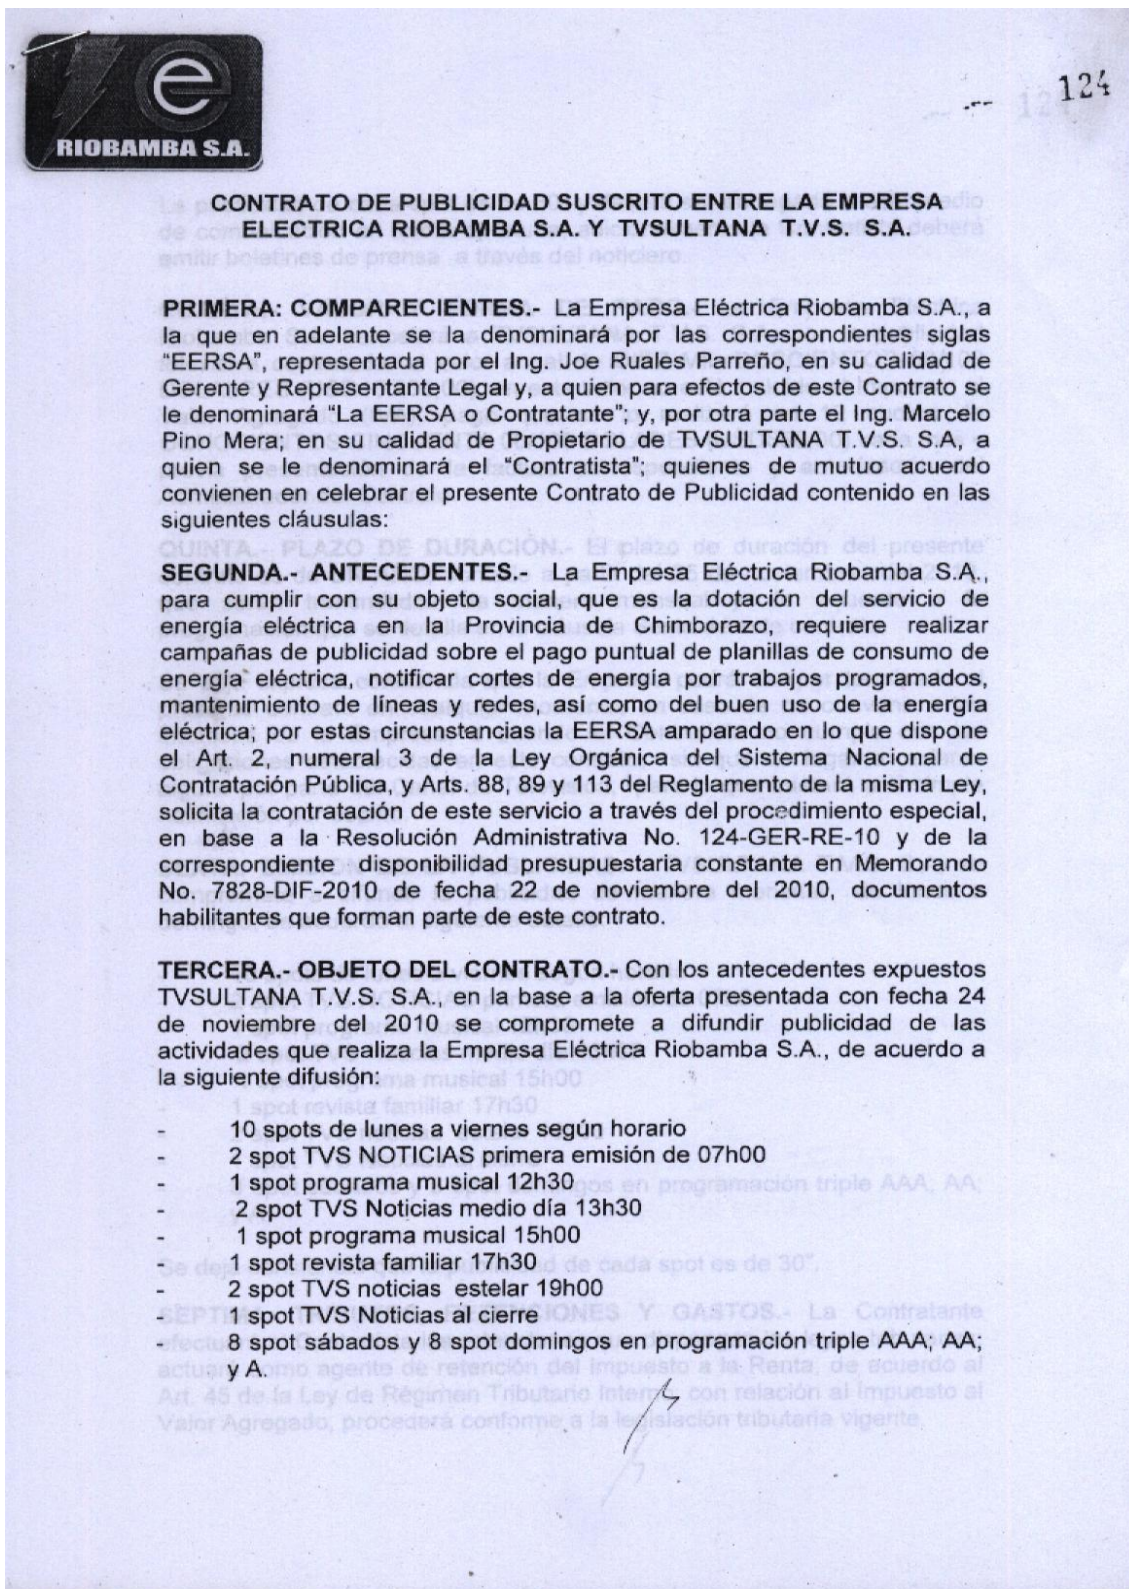 e
RIOBAMBA S.A.
124
CONTRATO DE PUBLICIDAD SUSCRITO ENTRE LA EMPRESA
ELECTRICA RIOBAMBA S.A. Y TVSULTANA T.V.S. S.A.
PRIMERA: COMPARECIENTES.- La Empresa Eléctrica Riobamba S.A., a
la que en adelante se la denominará por las correspondientes siglas
“EERSA”, representada por el Ing. Joe Ruales Parreño, en su calidad de
Gerente y Representante Legal y, a quien para efectos de este Contrato se
le denominará “La EERSA o Contratante”; y, por otra parte el Ing. Marcelo
Pino Mera; en su calidad de Propietario de TVSULTANA T.V.S. S.A, a
quien se le denominará el “Contratista”; quienes de mutuo acuerdo
convienen en celebrar el presente Contrato de Publicidad contenido en las
siguientes cláusulas:
SEGUNDA.- ANTECEDENTES.- La Empresa Eléctrica Riobamba S.A.,
para cumplir con su objeto social, que es la dotación del servicio de
energía eléctrica en la Provincia de Chimborazo, requiere realizar
campañas de publicidad sobre el pago puntual de planillas de consumo de
energía eléctrica, notificar cortes de energía por trabajos programados,
mantenimiento de líneas y redes, así como del buen uso de la energía
eléctrica; por estas circunstancias la EERSA amparado en lo que dispone
el Art. 2, numeral 3 de la Ley Orgánica del Sistema Nacional de
Contratación Pública, y Arts. 88, 89 y 113 del Reglamento de la misma Ley,
solicita la contratación de este servicio a través del procedimiento especial,
en base a la Resolución Administrativa No. 124-GER-RE-10 y de la
correspondiente disponibilidad presupuestaria constante en Memorando
No. 7828-DIF-2010 de fecha 22 de noviembre del 2010, documentos
habilitantes que forman parte de este contrato.
TERCERA.- OBJETO DEL CONTRATO.- Con los antecedentes expuestos
TVSULTANA T.V.S. S.A., en la base a la oferta presentada con fecha 24
de noviembre del 2010 se compromete a difundir publicidad de las
actividades que realiza la Empresa Eléctrica Riobamba S.A., de acuerdo a
la siguiente difusión:
- 10 spots de lunes a viernes según horario
- 2 spot TVS NOTICIAS primera emisión de 07h00
- 1 spot programa musical 12h30
- 2 spot TVS Noticias medio día 13h30
- 1 spot programa musical 15h00
- 1 spot revista familiar 17h30
- 2 spot TVS noticias estelar 19h00
- 1 spot TVS Noticias al cierre
- 8 spot sábados y 8 spot domingos en programación triple AAA; AA;
y A.